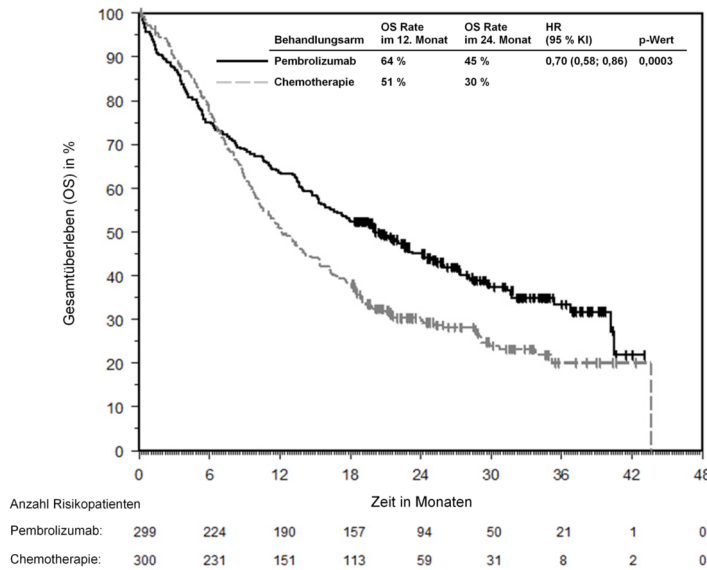 OS Rate OS Rate HR
Behandlungsarm im 12. Monat im 24. Monat (95 % KI) p-Wert
Pembrolizumab 64 % 45 % 0,70 (0,58; 0,86) 0,0003
Chemotherapie 51 % 30 %
Gesamtüberleben (OS) in %
100
90
80
70
60
50
40
30
20
10
0
0 6 12 18 24 30 36 42 48
Zeit in Monaten
Anzahl Risikopatienten
Pembrolizumab: 299 224 190 157 94 50 21 1 0
Chemotherapie: 300 231 151 113 59 31 8 2 0